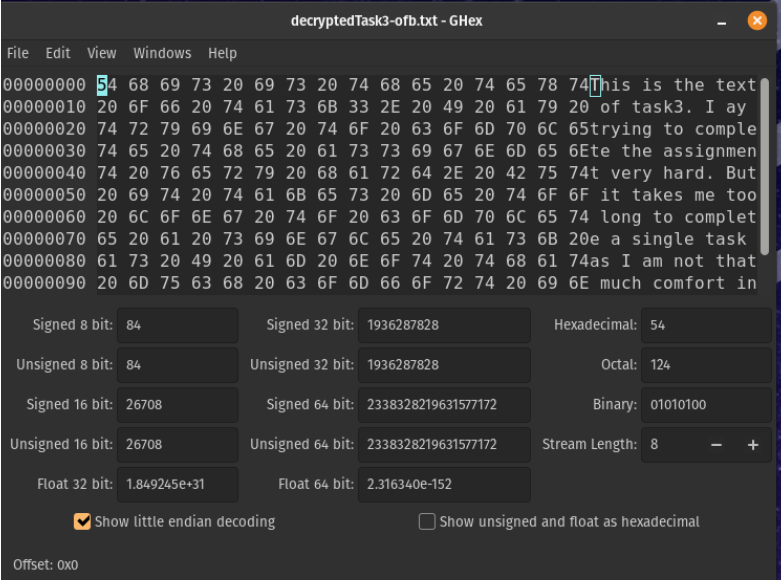 decryptedTask3-ofb.txt - GHex
File Edit View Windows Help
00000000 54 68 69 73 20 69 73 20 74 68 65 20 74 65 78 74This is the text
00000010 20 6F 66 20 74 61 73 6B 33 2E 20 49 20 61 79 20 of task3. I ay
00000020 74 72 79 69 6E 67 20 74 6F 20 63 6F 6D 70 6C 65trying to comple
00000030 74 65 20 74 68 65 20 61 73 73 69 67 6E 6D 65 6Ete the assignmen
00000040 74 20 76 65 72 79 20 68 61 72 64 2E 20 42 75 74t very hard. But
00000050 20 69 74 20 74 61 6B 65 73 20 6D 65 20 74 6F 6F it takes me too
00000060 20 6C 6F 6E 67 20 74 6F 20 63 6F 6D 70 6C 65 74 long to complet
00000070 65 20 61 20 73 69 6E 67 6C 65 20 74 61 73 6B 20e a single task
00000080 61 73 20 49 20 61 6D 20 6E 6F 74 20 74 68 61 74as I am not that
00000090 20 6D 75 63 68 20 63 6F 6D 66 6F 72 74 20 69 6E much comfort in
Signed 8 bit: 84 Signed 32 bit: 1936287828 Hexadecimal: 54
Unsigned 8 bit: 84 Unsigned 32 bit: 1936287828 Octal: 124
Signed 16 bit: 26708 Signed 64 bit: 2338328219631577172 Binary: 01010100
Unsigned 16 bit: 26708 Unsigned 64 bit: 2338328219631577172 Stream Length: 8 − +
Float 32 bit: 1.849245e+31 Float 64 bit: 2.316340e-152
Show little endian decoding Show unsigned and float as hexadecimal
Offset: 0x0